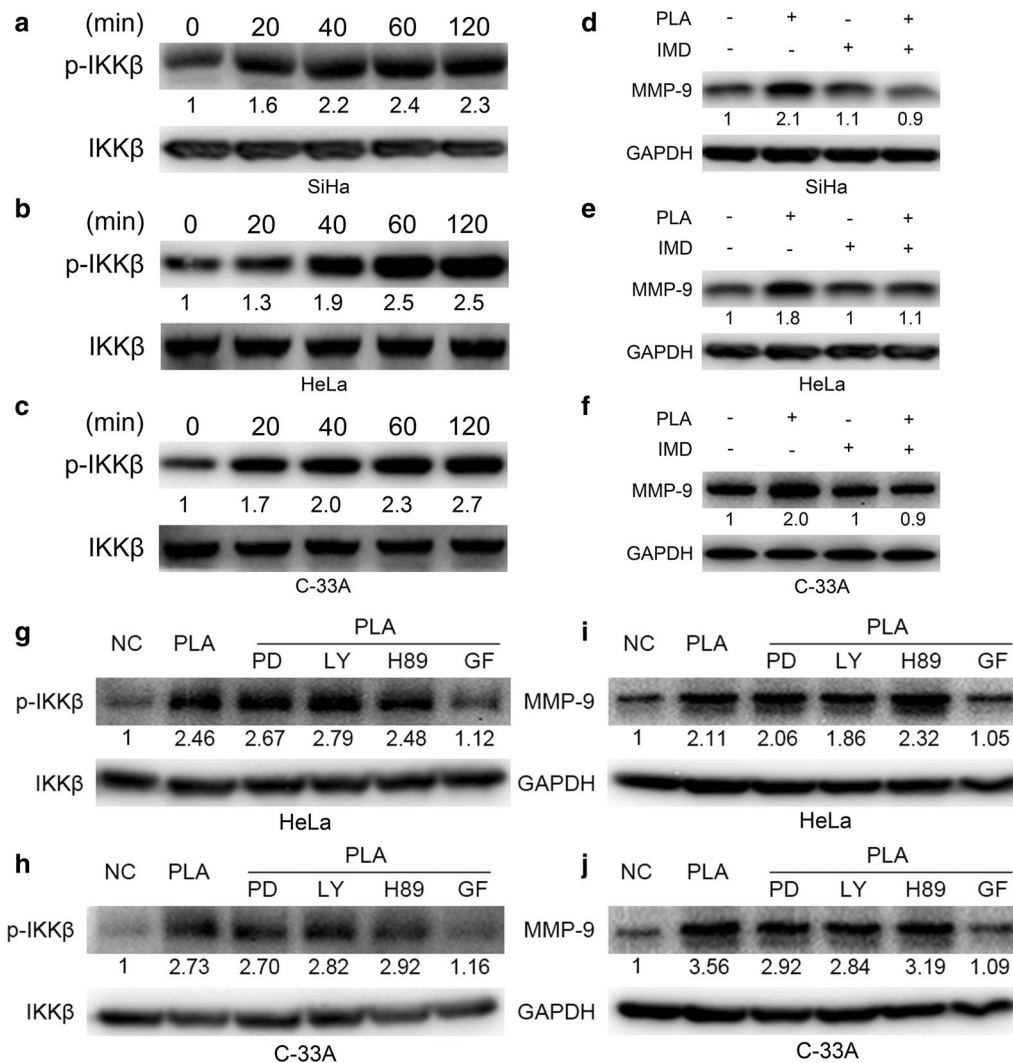 a
(min) 0 20 40 60 120
p-IKKβ
1 1.6 2.2 2.4 2.3
IKKβ
SiHa
b
(min) 0 20 40 60 120
p-IKKβ
1 1.3 1.9 2.5 2.5
IKKβ
HeLa
c
(min) 0 20 40 60 120
p-IKKβ
1 1.7 2.0 2.3 2.7
IKKβ
C-33A
d
PLA - + - +
IMD - - + +
MMP-9
1 2.1 1.1 0.9
GAPDH
SiHa
e
PLA - + - +
IMD - - + +
MMP-9
1 1.8 1 1.1
GAPDH
HeLa
f
PLA - + - +
IMD - - + +
MMP-9
1 2.0 1 0.9
GAPDH
C-33A
g
PLA
NC PLA PD LY H89 GF
p-IKKβ
1 2.46 2.67 2.79 2.48 1.12
IKKβ
HeLa
h
PLA
NC PLA PD LY H89 GF
p-IKKβ
1 2.73 2.70 2.82 2.92 1.16
IKKβ
C-33A
i
PLA
NC PLA PD LY H89 GF
MMP-9
1 2.11 2.06 1.86 2.32 1.05
GAPDH
HeLa
j
PLA
NC PLA PD LY H89 GF
MMP-9
1 3.56 2.92 2.84 3.19 1.09
GAPDH
C-33A